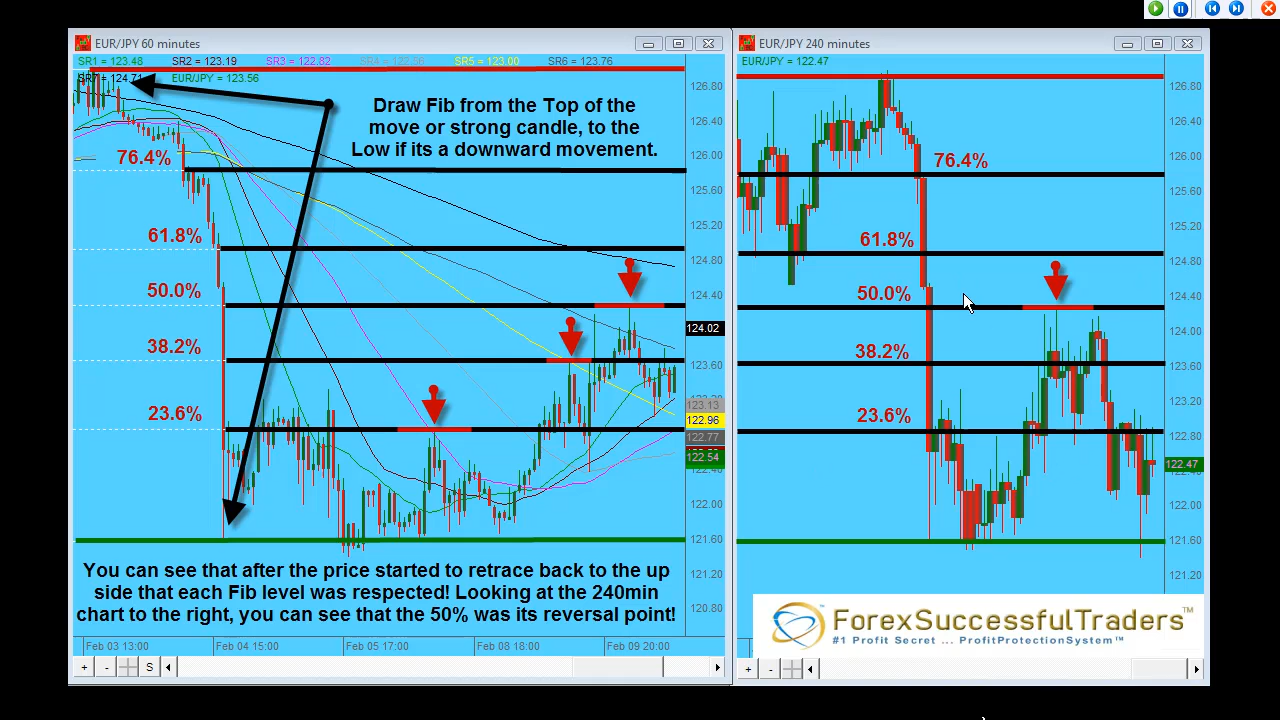 EUR/JPY 60 minutes
SR1 = 123.48 SR2 = 123.19 SR3 = 122.82 SR4 = 122.96 SR5 = 123.00 SR6 = 123.76
SR7 = 124.71 EUR/JPY = 123.56
Draw Fib from the Top of the
move or strong candle, to the
Low if its a downward movement.
76.4%
61.8%
50.0%
38.2%
23.6%
126.80
126.40
126.00
125.60
125.20
124.80
124.40
124.02
123.60
123.13
122.96
122.77
122.54
122.00
121.60
121.20
120.80
You can see that after the price started to retrace back to the up
side that each Fib level was respected! Looking at the 240min
chart to the right, you can see that the 50% was its reversal point!
Feb 03 13:00 Feb 04 15:00 Feb 05 17:00 Feb 08 18:00 Feb 09 20:00
+ - S
EUR/JPY 240 minutes
EUR/JPY = 122.47
76.4%
61.8%
50.0%
38.2%
23.6%
126.80
126.40
126.00
125.60
125.20
124.80
124.40
124.00
123.60
123.20
122.80
122.47
122.00
121.60
121.20
ForexSuccessfulTraders™
#1 Profit Secret ... ProfitProtectionSystem™
+ -